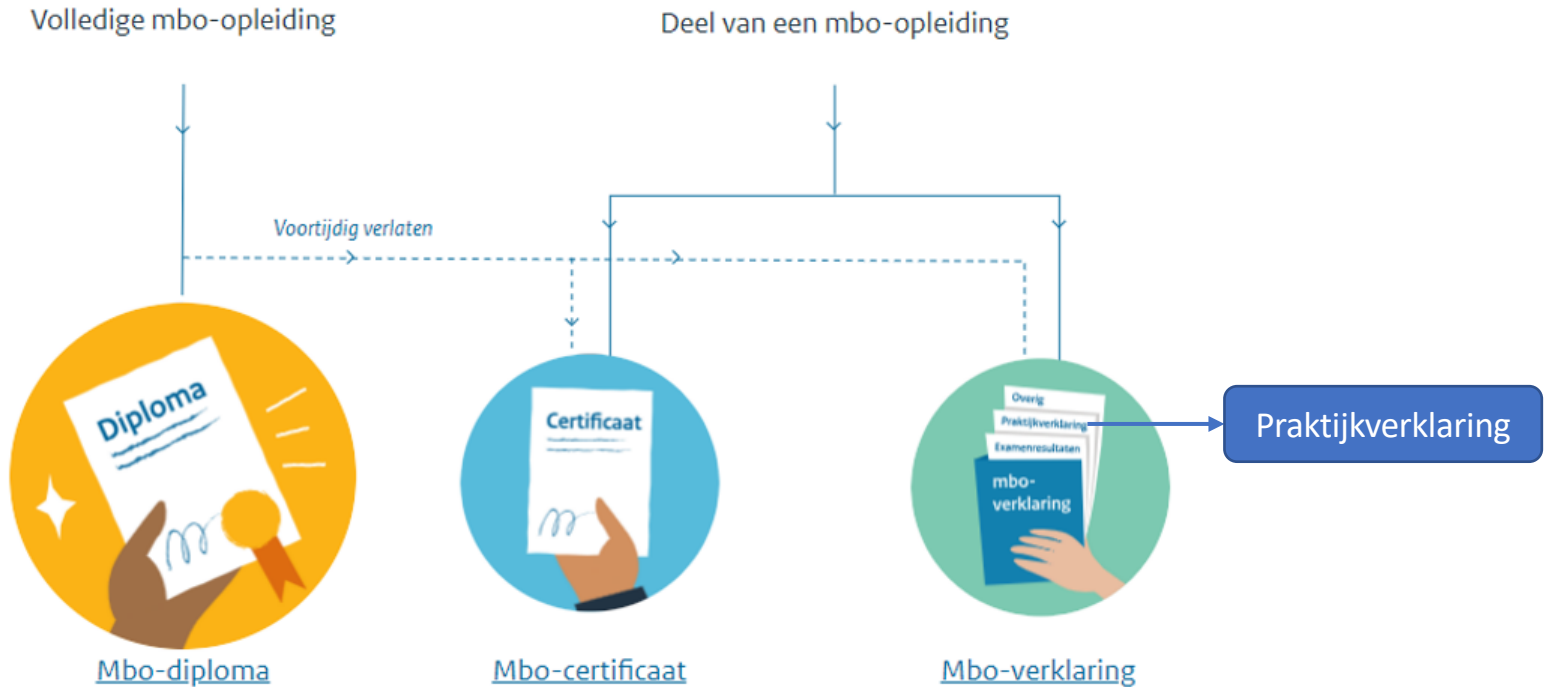 Volledige mbo-opleiding
Deel van een mbo-opleiding
Voortijdig verlaten
Diploma
Certificaat
Overig
Praktijkverklaring
Examenresultaten
mbo-
verklaring
Praktijkverklaring
Mbo-diploma
Mbo-certificaat
Mbo-verklaring